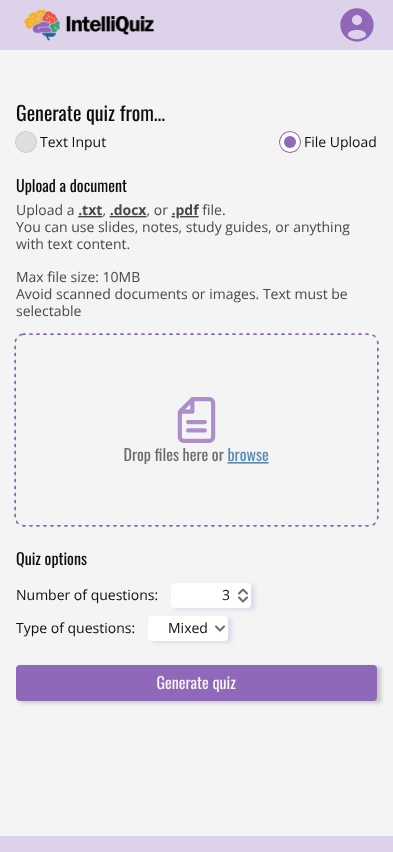 IntelliQuiz
Generate quiz from...
Text Input
File Upload
Upload a document
Upload a .txt, .docx, or .pdf file.
You can use slides, notes, study guides, or anything
with text content.
Max file size: 10MB
Avoid scanned documents or images. Text must be
selectable
Drop files here or browse
Quiz options
Number of questions: 3
Type of questions: Mixed
Generate quiz